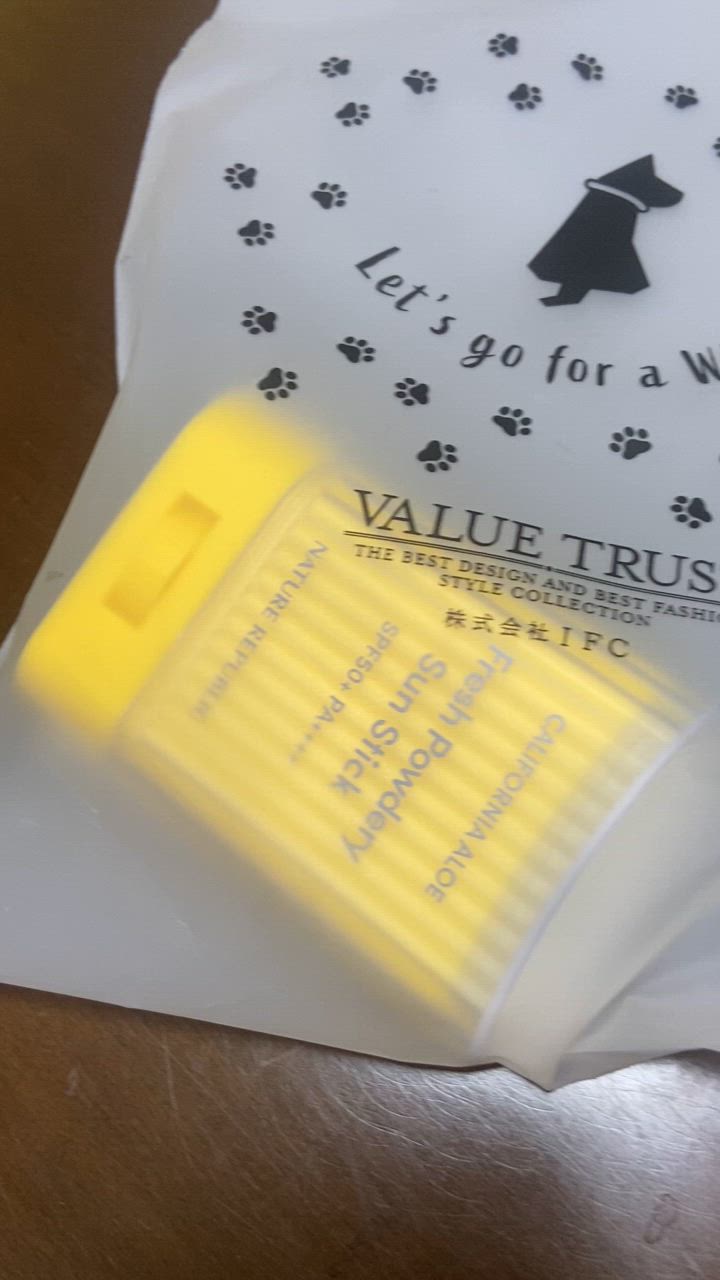 Let's go for a
VALUE TRUS
THE BEST DESIGN AND BEST FASHI
STYLE COLLECTION
株式会社IFC
NATURE REPUBLIC
SPF50+ PA++++
Fresh Powdery
Sun Stick
CALIFORNIA ALOE